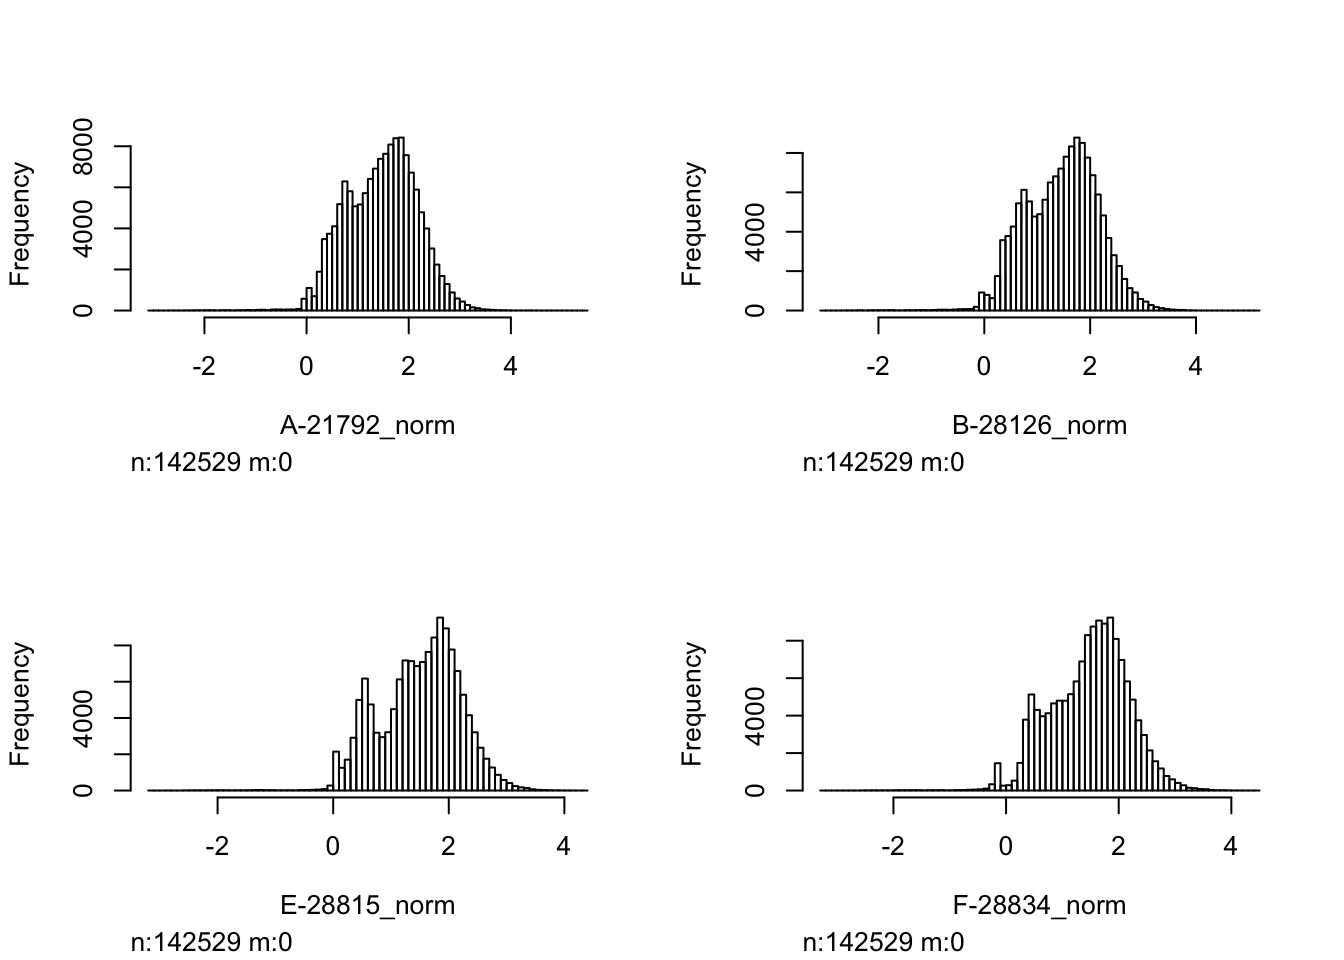 Frequency
0 4000 8000
-2 0 2 4
A-21792_norm
n:142529 m:0
Frequency
0 4000
-2 0 2 4
B-28126_norm
n:142529 m:0
Frequency
0 4000
-2 0 2 4
E-28815_norm
n:142529 m:0
Frequency
0 4000
-2 0 2 4
F-28834_norm
n:142529 m:0